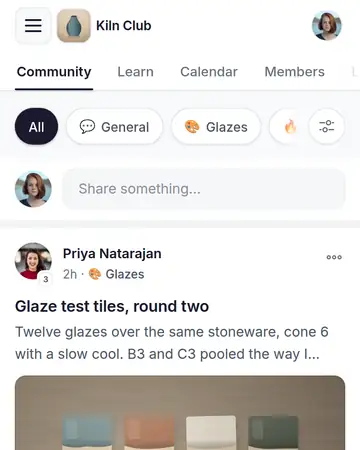 Kiln Club
Community Learn Calendar Members L
All 💬 General 🎨 Glazes 🔥
Share something...
Priya Natarajan
3
2h · 🎨 Glazes
Glaze test tiles, round two
Twelve glazes over the same stoneware, cone 6
with a slow cool. B3 and C3 pooled the way I...